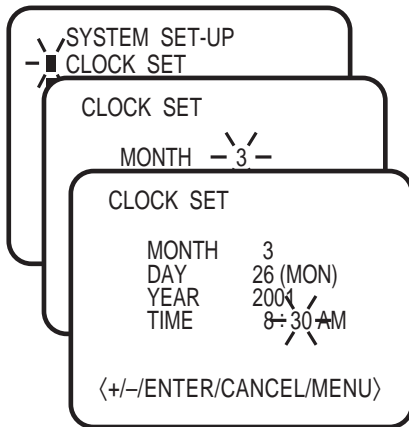 SYSTEM SET-UP
CLOCK SET
CLOCK SET
MONTH 3
CLOCK SET
MONTH 3
DAY 26 (MON)
YEAR 2001
TIME 8 : 30 AM
〈+/–/ENTER/CANCEL/MENU〉